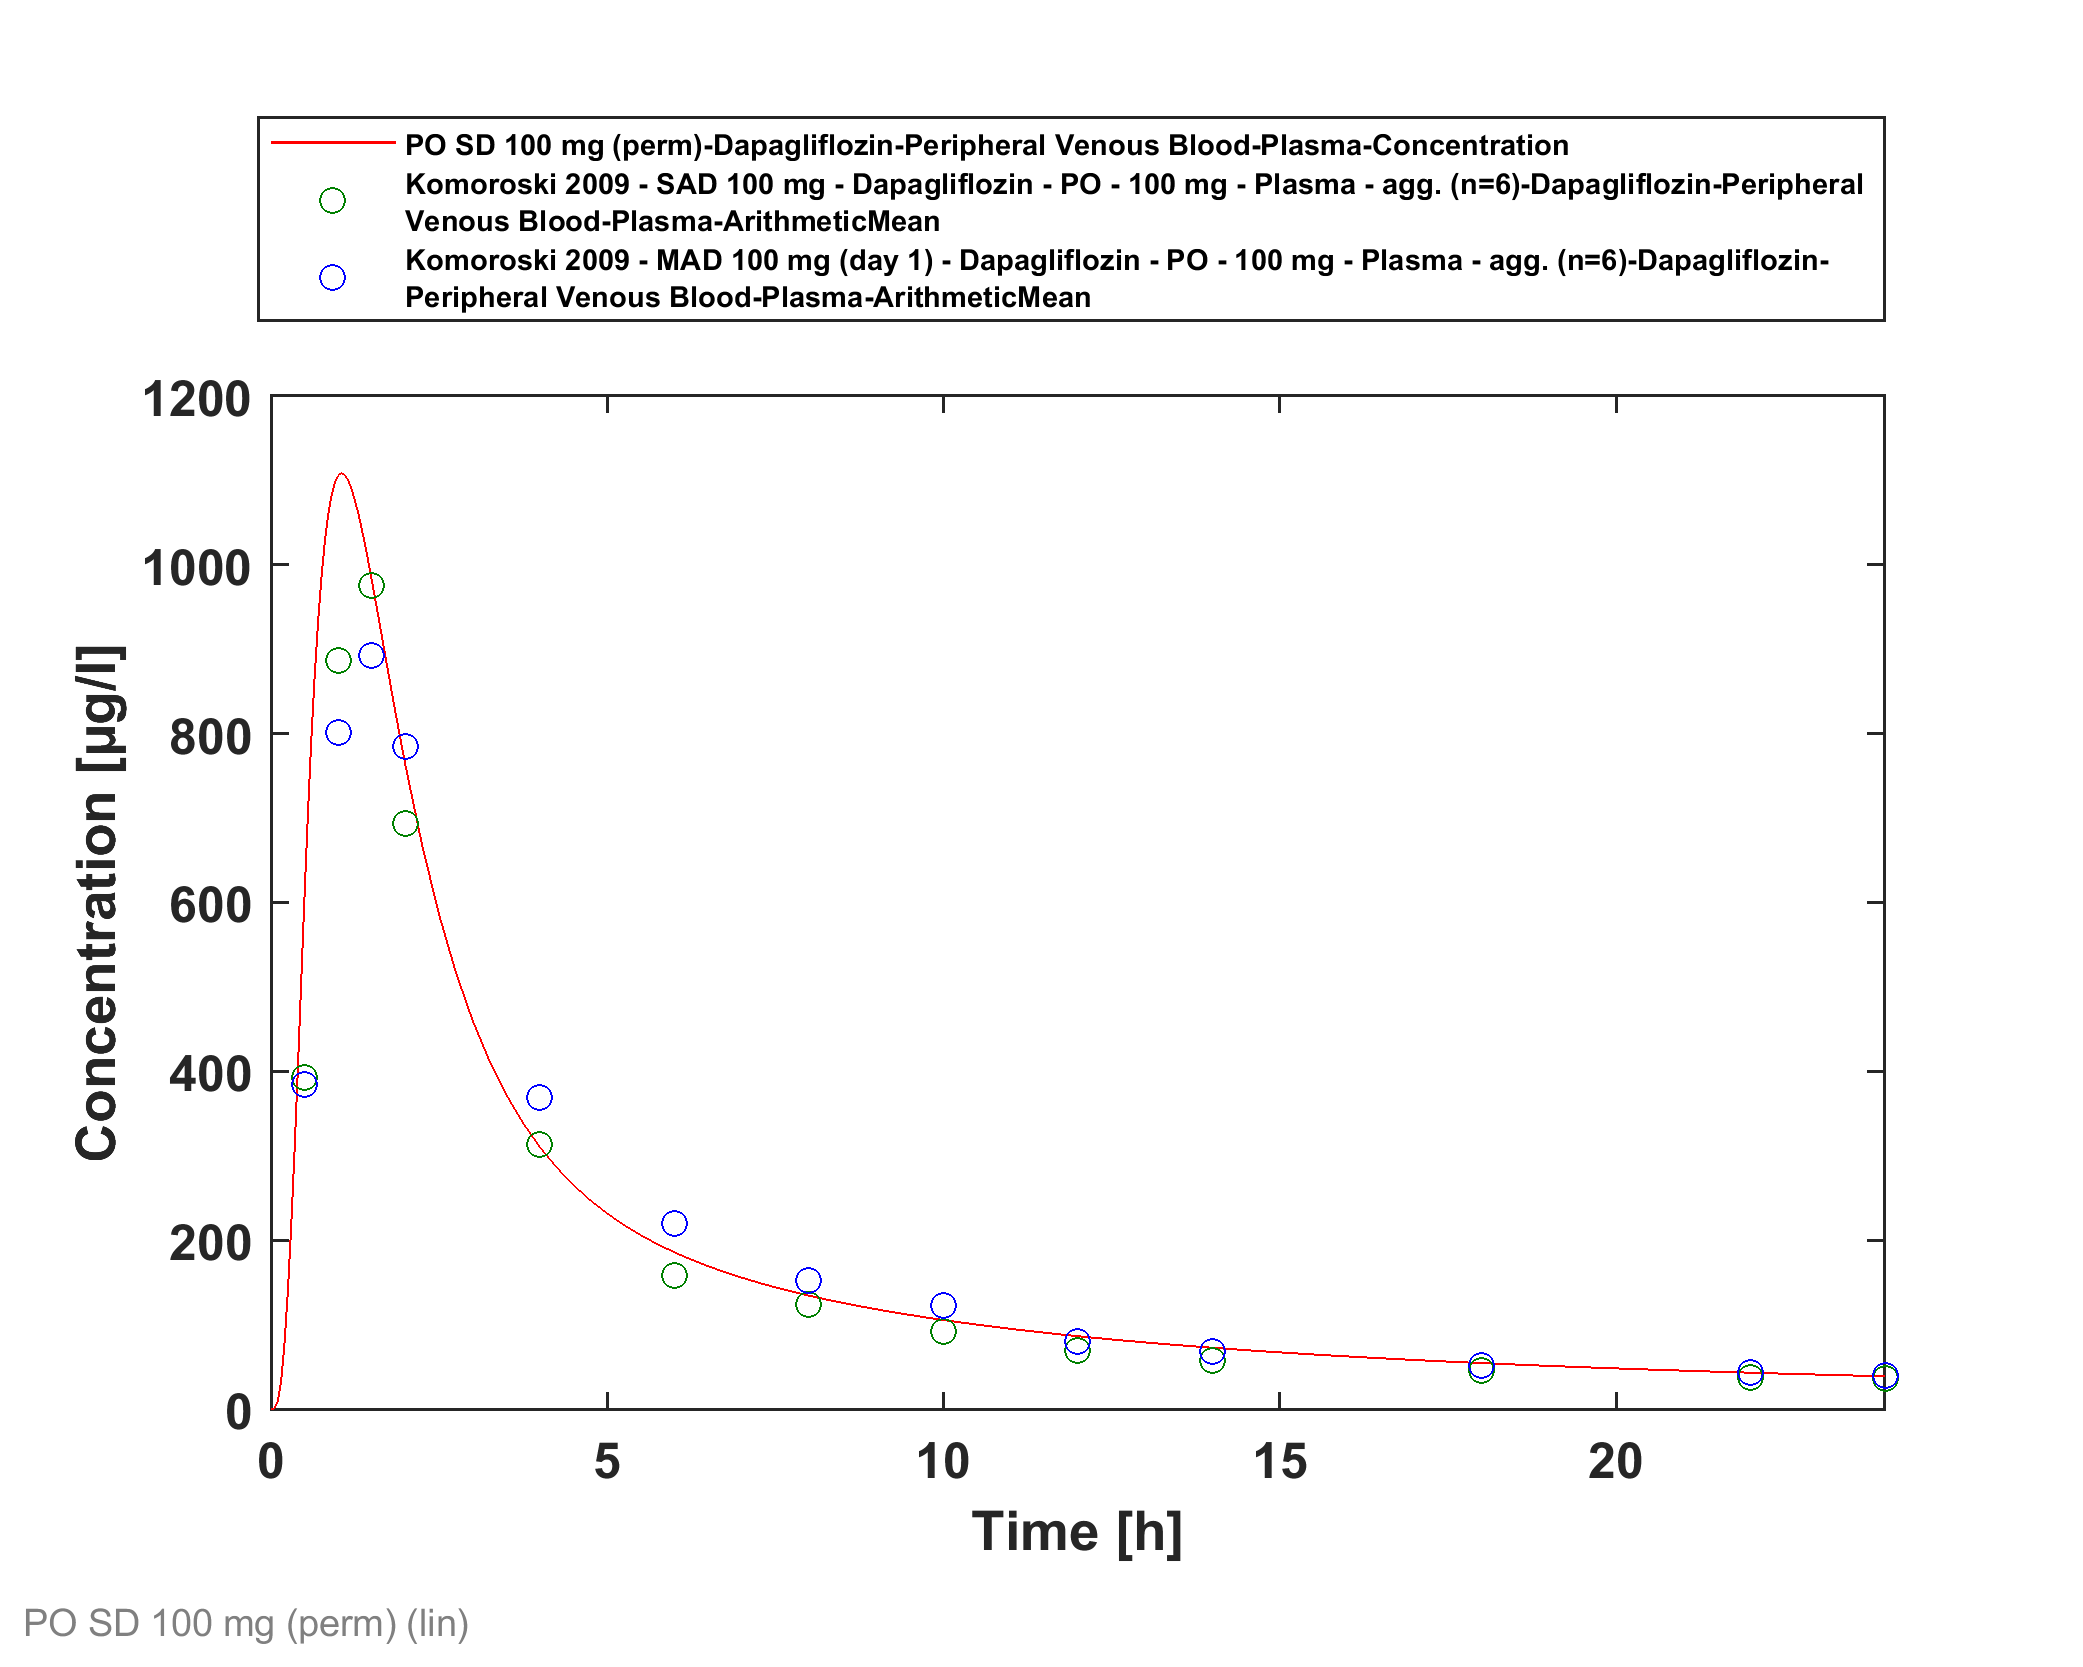 PO SD 100 mg (perm)-Dapagliflozin-Peripheral Venous Blood-Plasma-Concentration
Komoroski 2009 - SAD 100 mg - Dapagliflozin - PO - 100 mg - Plasma - agg. (n=6)-Dapagliflozin-Peripheral
Venous Blood-Plasma-ArithmeticMean
Komoroski 2009 - MAD 100 mg (day 1) - Dapagliflozin - PO - 100 mg - Plasma - agg. (n=6)-Dapagliflozin-
Peripheral Venous Blood-Plasma-ArithmeticMean
1200
1000
800
600
400
200
0
Concentration [µg/l]
0 5 10 15 20
Time [h]
PO SD 100 mg (perm) (lin)